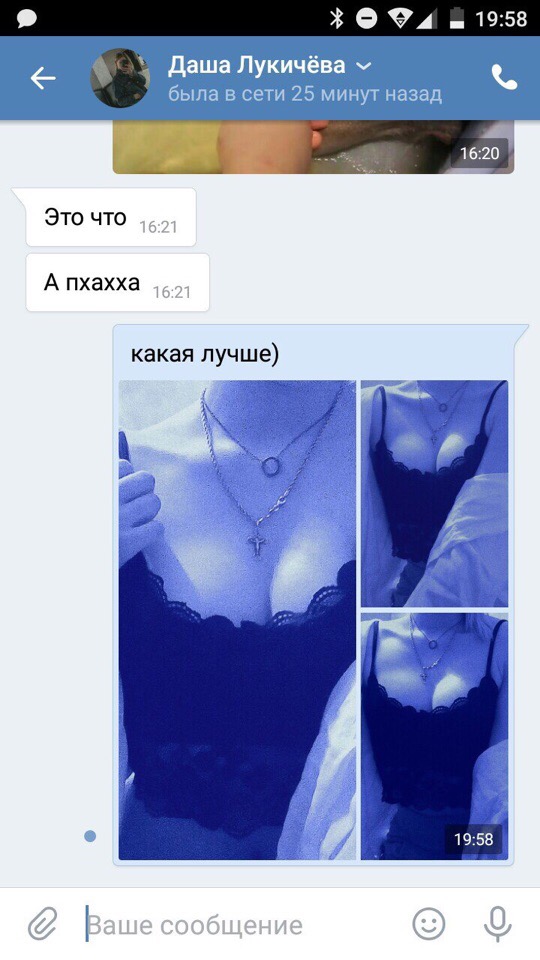 19:58
Даша Лукичёва
была в сети 25 минут назад
16:20
Это что 16:21
А пхахха 16:21
какая лучше)
19:58
Ваше сообщение